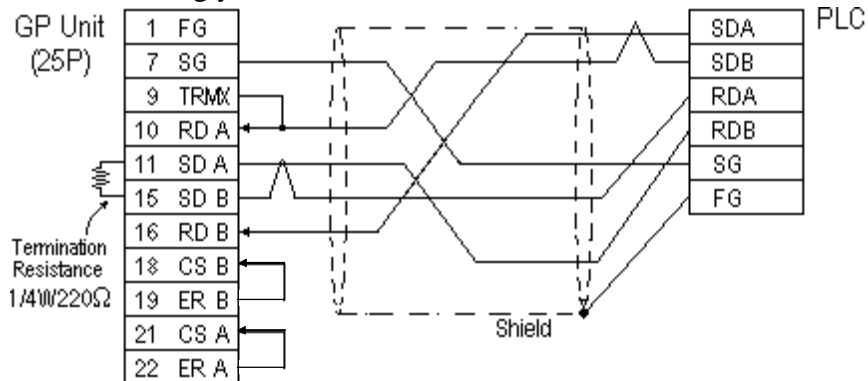 GP Unit
(25P)
1 FG
7 SG
9 TRMX
10 RD A
11 SD A
15 SD B
16 RD B
18 CS B
19 ER B
21 CS A
22 ER A
Termination
Resistance
1/4W220Ω
Shield
PLC
SDA
SDB
RDA
RDB
SG
FG